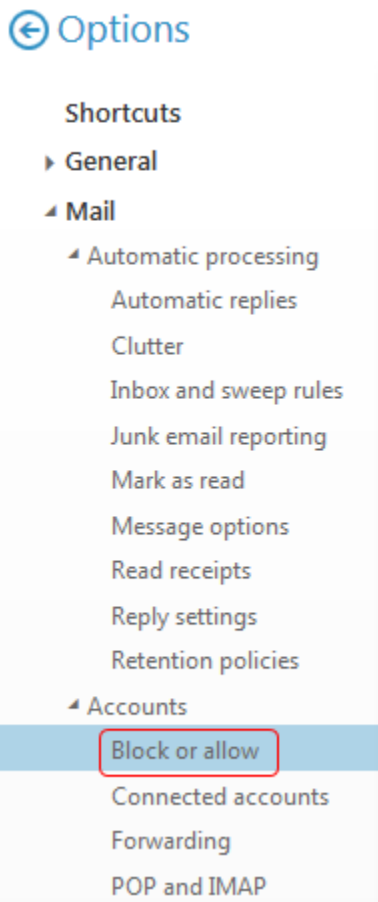 Options
Shortcuts
General
Mail
Automatic processing
Automatic replies
Clutter
Inbox and sweep rules
Junk email reporting
Mark as read
Message options
Read receipts
Reply settings
Retention policies
Accounts
Block or allow
Connected accounts
Forwarding
POP and IMAP